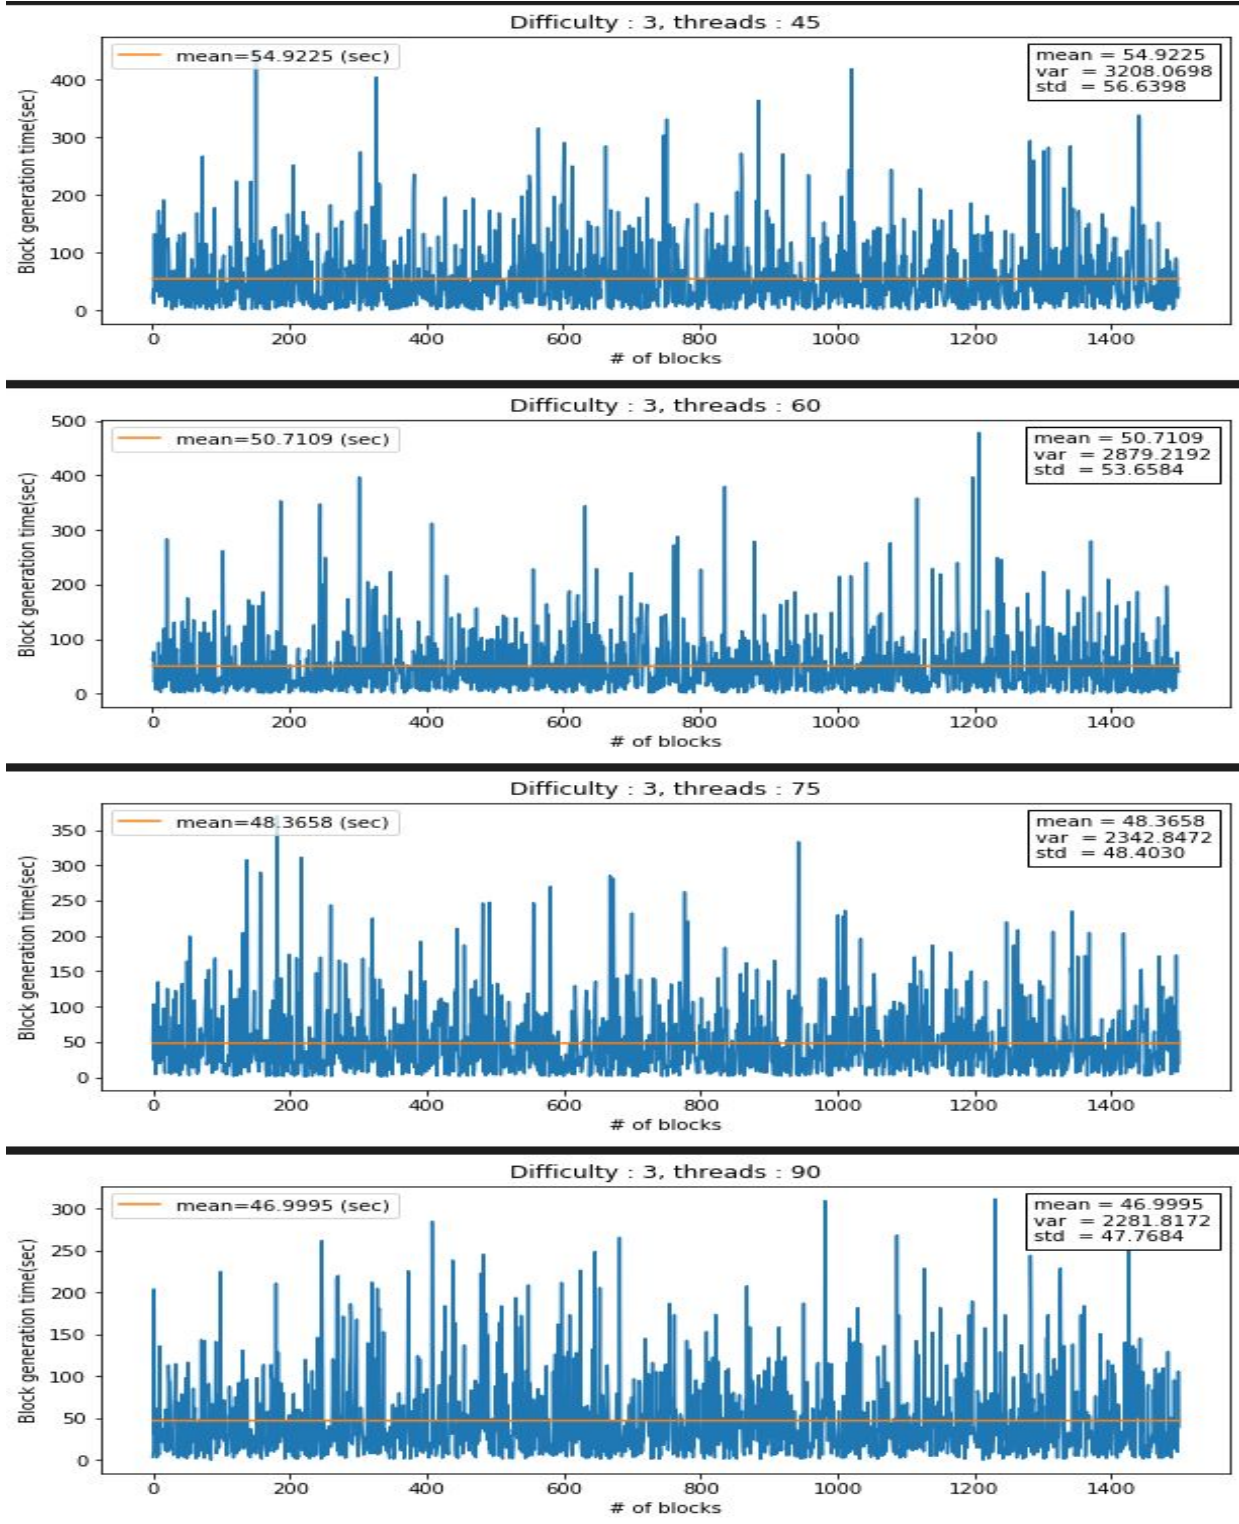 Difficulty : 3, threads : 45
mean=54.9225 (sec)
mean = 54.9225
var = 3208.0698
std = 56.6398
Block generation time(sec)
400
300
200
100
0
0 200 400 600 800 1000 1200 1400
# of blocks
Difficulty : 3, threads : 60
mean=50.7109 (sec)
mean = 50.7109
var = 2879.2192
std = 53.6584
Block generation time(sec)
500
400
300
200
100
0
0 200 400 600 800 1000 1200 1400
# of blocks
Difficulty : 3, threads : 75
mean=48.3658 (sec)
mean = 48.3658
var = 2342.8472
std = 48.4030
Block generation time(sec)
350
300
250
200
150
100
50
0
0 200 400 600 800 1000 1200 1400
# of blocks
Difficulty : 3, threads : 90
mean=46.9995 (sec)
mean = 46.9995
var = 2281.8172
std = 47.7684
Block generation time(sec)
300
250
200
150
100
50
0
0 200 400 600 800 1000 1200 1400
# of blocks